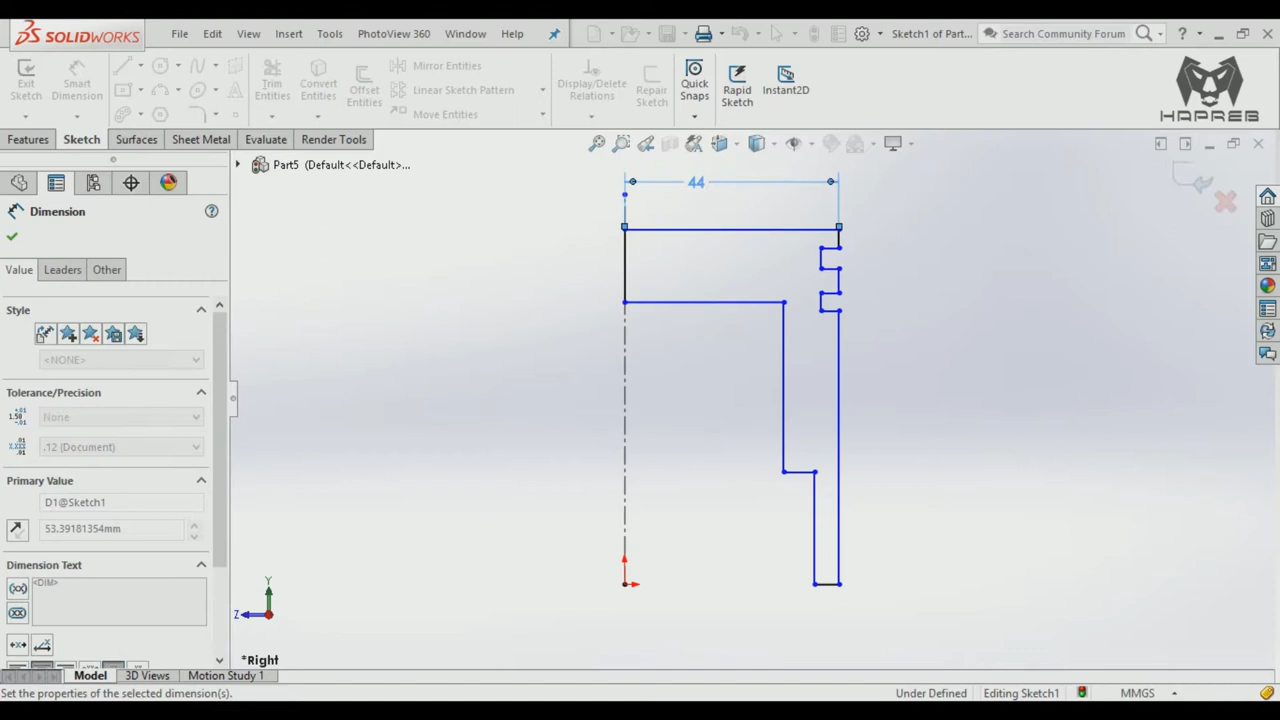 SOLIDWORKS File Edit View Insert Tools PhotoView 360 Window Help Sketch1 of Part... Search Community Forum ?
Exit Sketch
Smart Dimension
Trim Entities
Convert Entities
Offset Entities
Mirror Entities
Linear Sketch Pattern
Move Entities
Display/Delete Relations
Repair Sketch
Quick Snaps
Rapid Sketch
Instant2D
HAPREB
Features Sketch Surfaces Sheet Metal Evaluate Render Tools
Part5 (Default<<Default>...
Dimension
Value Leaders Other
Style
<NONE>
Tolerance/Precision
None
.12 (Document)
Primary Value
D1@Sketch1
53.39181354mm
Dimension Text
<DIM>
44
Y
Z
*Right
Model 3D Views Motion Study 1
Set the properties of the selected dimension(s). Under Defined Editing Sketch1 MMGS